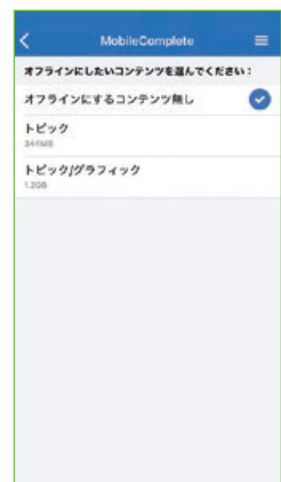 MobileComplete
オフラインにしたいコンテンツを選んでください：
オフラインにするコンテンツ無し
トピック
344MB
トピック/グラフィック
1.2GB